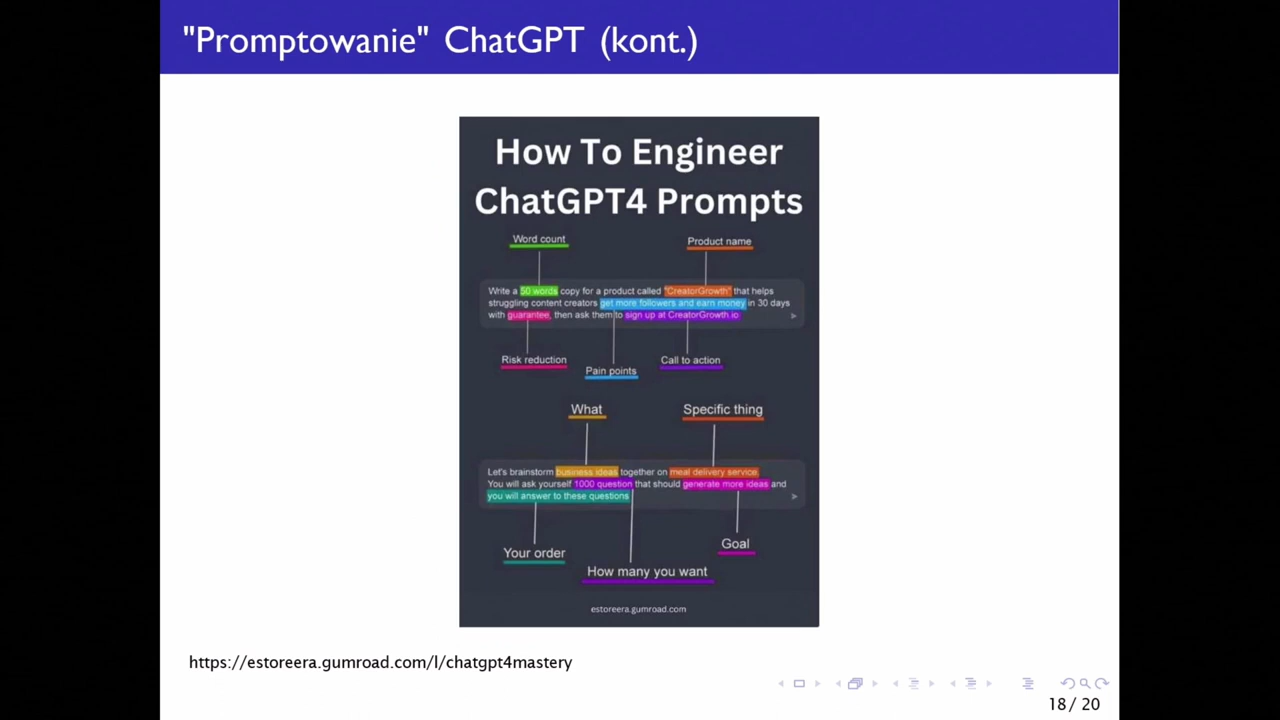 "Promptowanie" ChatGPT (kont.)
How To Engineer
ChatGPT4 Prompts
Word count
Product name
Write a 50 words copy for a product called "CreatorGrowth" that helps
struggling content creators get more followers and earn money in 30 days
with guarantee, then ask them to sign up at CreatorGrowth.io
Risk reduction
Pain points
Call to action
What
Specific thing
Let's brainstorm business ideas together on meal delivery service.
You will ask yourself 1000 question that should generate more ideas and
you will answer to these questions
Your order
How many you want
Goal
estoreera.gumroad.com
https://estoreera.gumroad.com/l/chatgpt4mastery
18 / 20